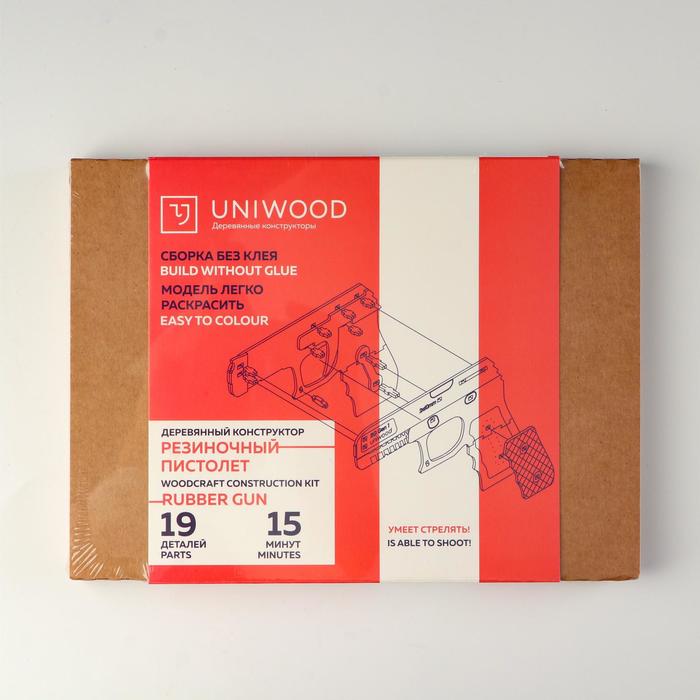 UNIWOOD
Деревянные конструкторы
СБОРКА БЕЗ КЛЕЯ
BUILD WITHOUT GLUE
МОДЕЛЬ ЛЕГКО
РАСКРАСИТЬ
EASY TO COLOUR
ДЕРЕВЯННЫЙ КОНСТРУКТОР
РЕЗИНОЧНЫЙ
ПИСТОЛЕТ
WOODCRAFT CONSTRUCTION KIT
RUBBER GUN
19
ДЕТАЛЕЙ
PARTS
15
МИНУТ
MINUTES
УМЕЕТ СТРЕЛЯТЬ!
IS ABLE TO SHOOT!
uniwood